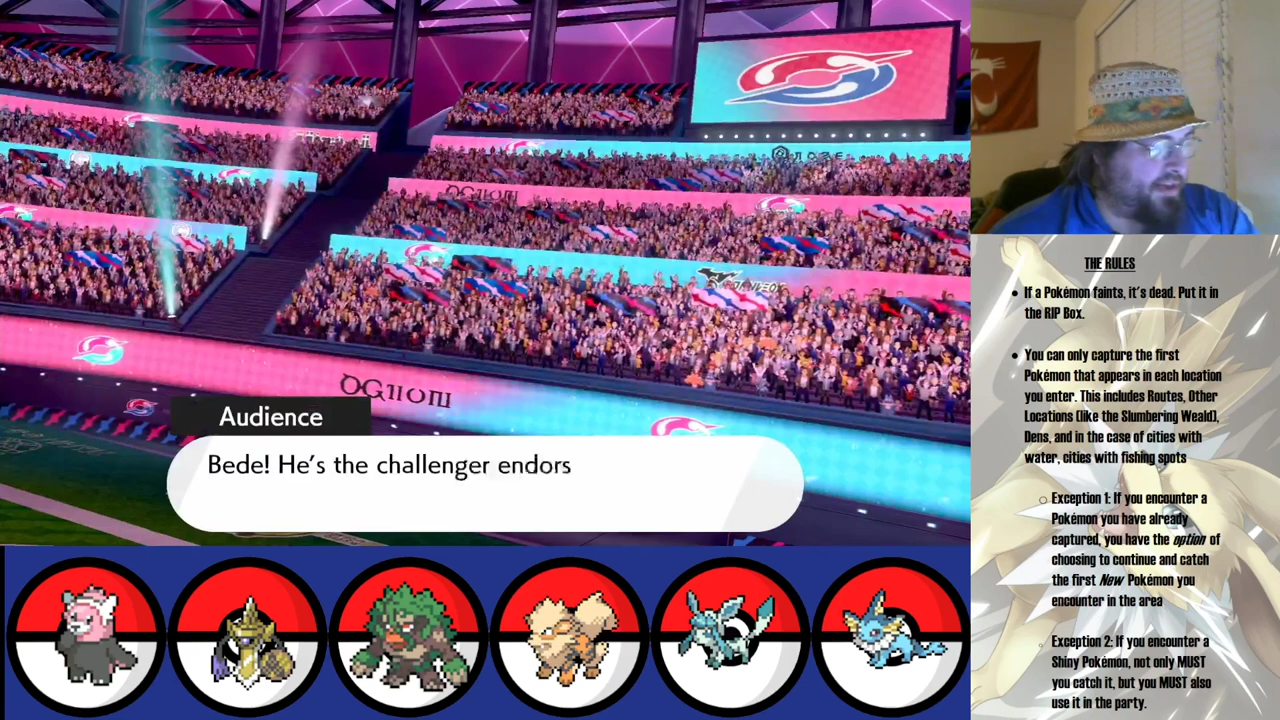 Audience
Bede! He's the challenger endors
THE RULES
• If a Pokémon faints, it's dead. Put it in
the RIP Box.
• You can only capture the first
Pokémon that appears in each location
you enter. This includes Routes, Other
Locations (like the Slumbering Weald),
Dens, and in the case of cities with
water, cities with fishing spots
○ Exception 1: If you encounter a
Pokémon you have already
captured, you have the option of
choosing to continue and catch
the first New Pokémon you
encounter in the area
○ Exception 2: If you encounter a
Shiny Pokémon, not only MUST
you catch it, but you MUST also
use it in the party.